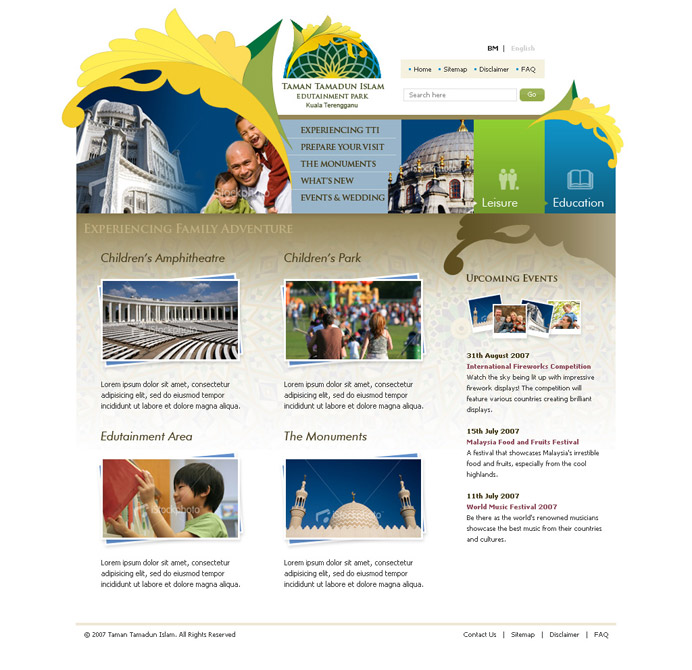 BM | English
TAMAN TAMADUN ISLAM
EDUTAINMENT PARK
Kuala Terengganu
Home
Sitemap
Disclaimer
FAQ
Search here
Go
EXPERIENCING TTI
PREPARE YOUR VISIT
THE MONUMENTS
WHAT'S NEW
EVENTS & WEDDING
iStockphoto
iStockphoto
Leisure
Education
EXPERIENCING FAMILY ADVENTURE
Children's Amphitheatre
iStockphoto
Lorem ipsum dolor sit amet, consectetur
adipisicing elit, sed do eiusmod tempor
incididunt ut labore et dolore magna aliqua.
Children's Park
iStockphoto
Lorem ipsum dolor sit amet, consectetur
adipisicing elit, sed do eiusmod tempor
incididunt ut labore et dolore magna aliqua.
Edutainment Area
iStockphoto
Lorem ipsum dolor sit amet, consectetur
adipisicing elit, sed do eiusmod tempor
incididunt ut labore et dolore magna aliqua.
The Monuments
iStockphoto
Lorem ipsum dolor sit amet, consectetur
adipisicing elit, sed do eiusmod tempor
incididunt ut labore et dolore magna aliqua.
UPCOMING EVENTS
31th August 2007
International Fireworks Competition
Watch the sky being lit up with impressive
firework displays! The competition will
feature various countries creating brilliant
displays.
15th July 2007
Malaysia Food and Fruits Festival
A festival that showcases Malaysia's irrestible
food and fruits, especially from the cool
highlands.
11th July 2007
World Music Festival 2007
Be there as the world's renowned musicians
showcase the best music from their countries
and cultures.
© 2007 Taman Tamadun Islam. All Rights Reserved
Contact Us | Sitemap | Disclaimer | FAQ